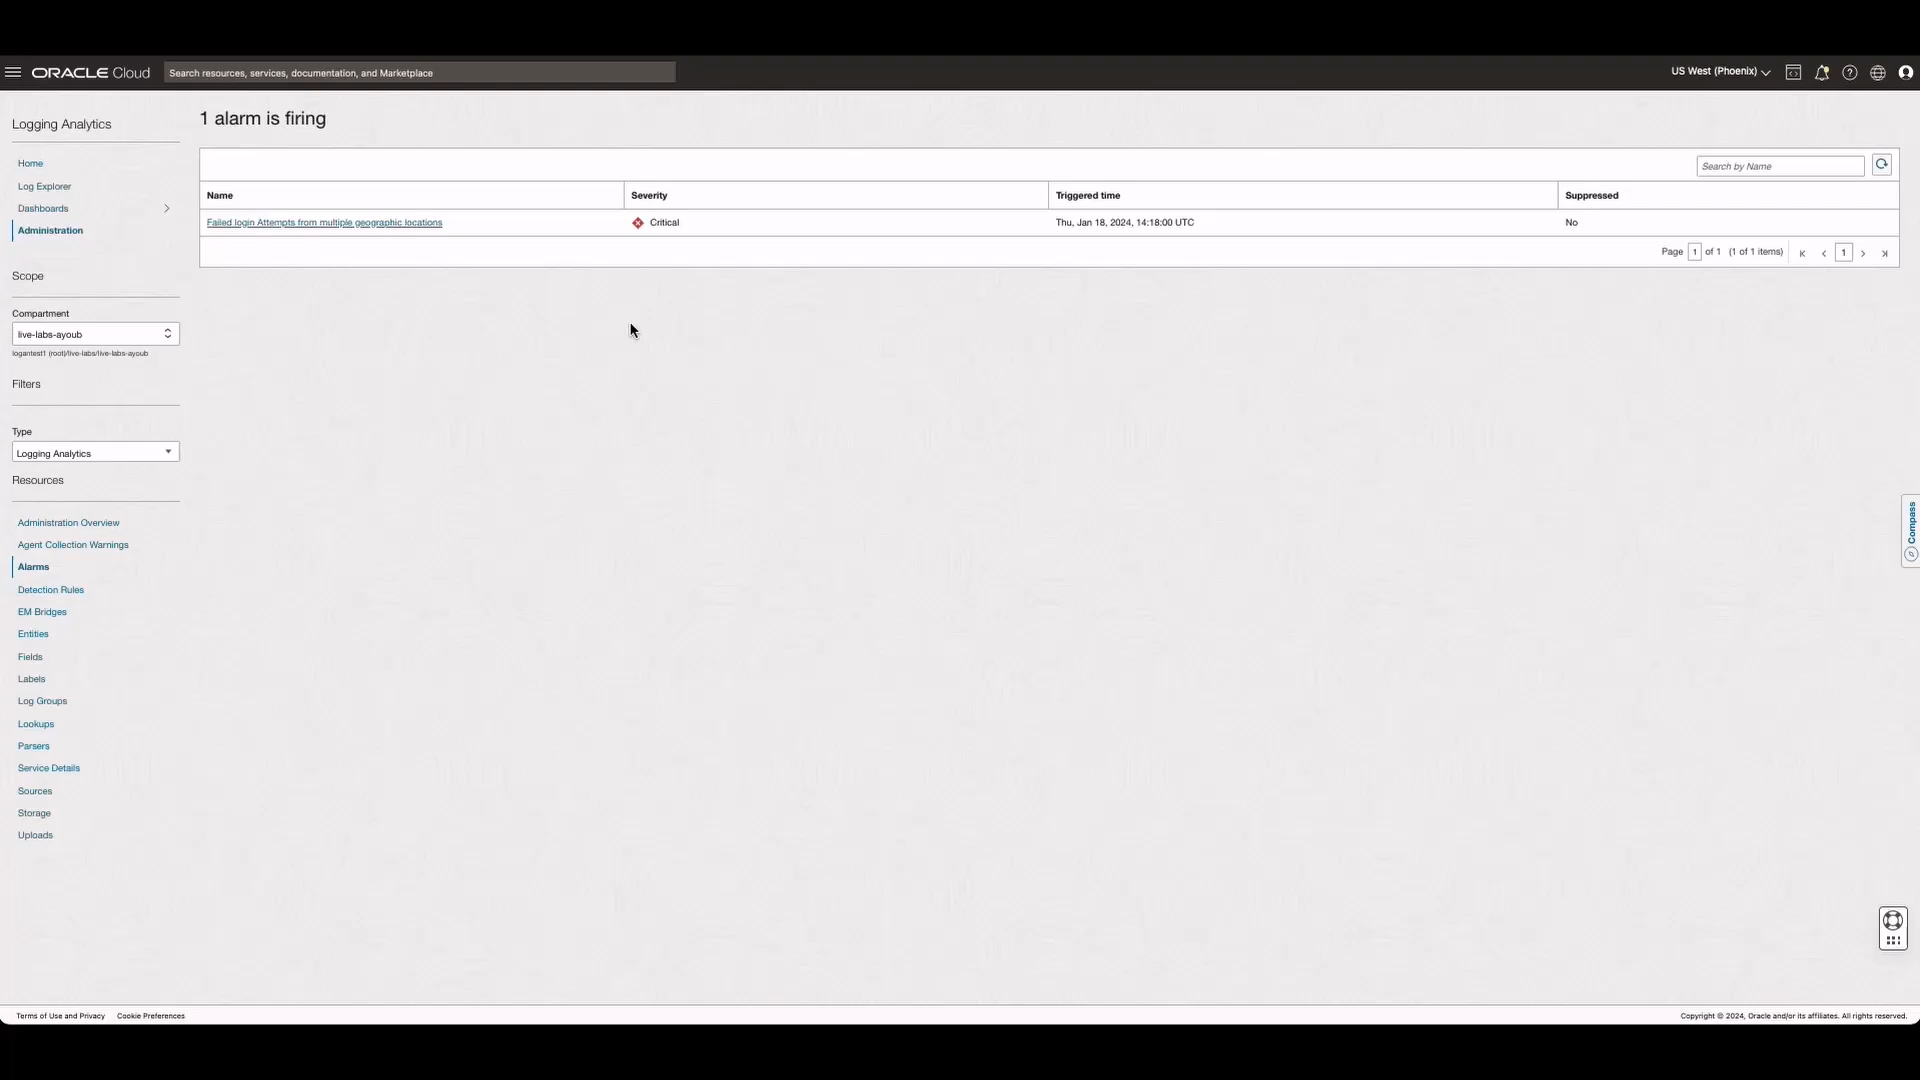 ORACLE Cloud
Search resources, services, documentation, and Marketplace
US West (Phoenix)
Logging Analytics
Home
Log Explorer
Dashboards
Administration
Scope
Compartment
live-labs-ayoub
logantest1 (root)/live-labs/live-labs-ayoub
Filters
Type
Logging Analytics
Resources
Administration Overview
Agent Collection Warnings
Alarms
Detection Rules
EM Bridges
Entities
Fields
Labels
Log Groups
Lookups
Parsers
Service Details
Sources
Storage
Uploads
1 alarm is firing
Search by Name
Name Severity Triggered time Suppressed
Failed login Attempts from multiple geographic locations Critical Thu, Jan 18, 2024, 14:18:00 UTC No
Page 1 of 1 (1 of 1 items) 1
Compass
Terms of Use and Privacy Cookie Preferences
Copyright © 2024, Oracle and/or its affiliates. All rights reserved.